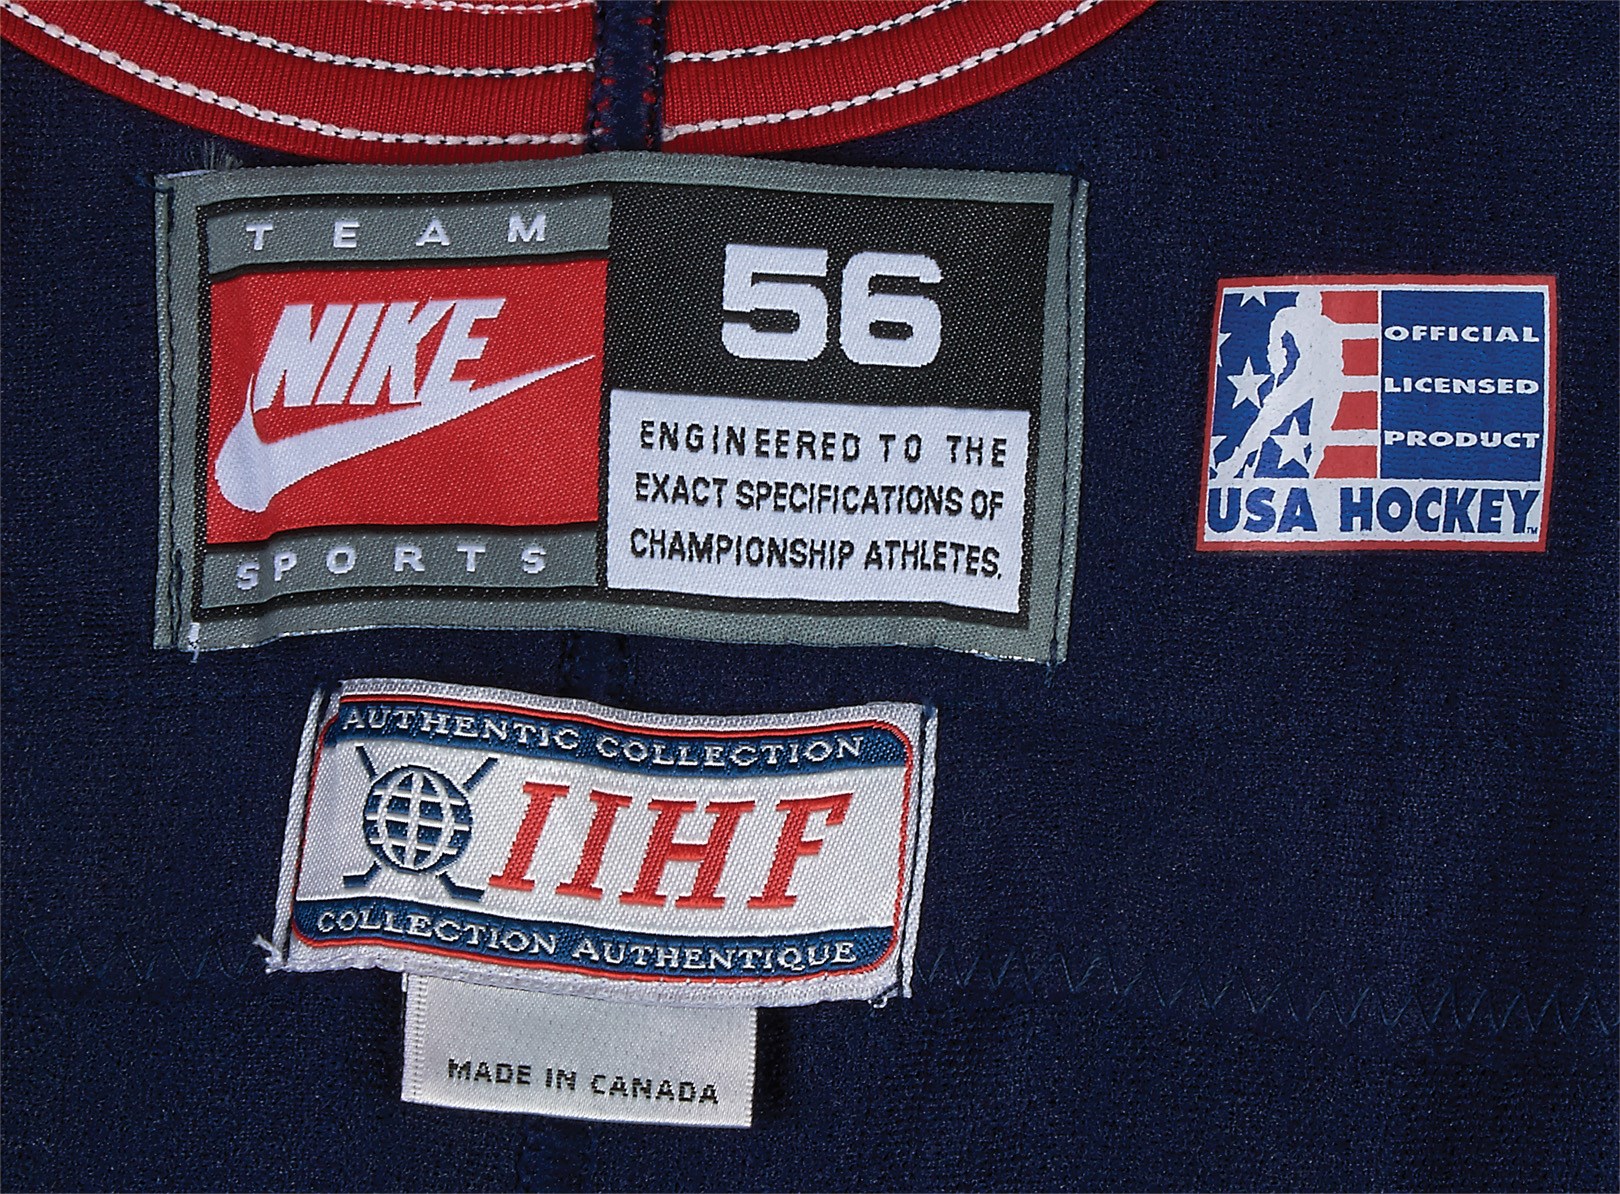 TEAM
NIKE
SPORTS
56
ENGINEERED TO THE
EXACT SPECIFICATIONS OF
CHAMPIONSHIP ATHLETES.
OFFICIAL
LICENSED
PRODUCT
USA HOCKEY™
AUTHENTIC COLLECTION
IIHF
COLLECTION AUTHENTIQUE
MADE IN CANADA